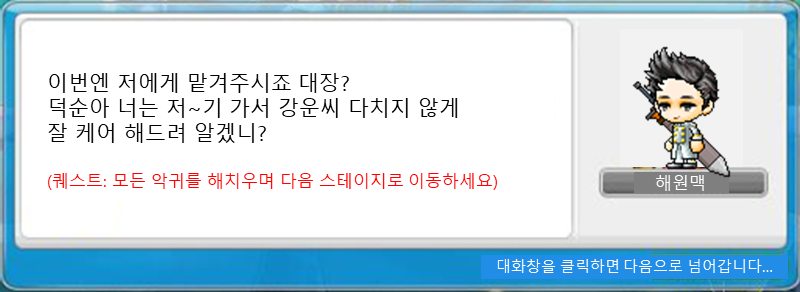 이번엔 저에게 맡겨주시죠 대장?
덕순아 너는 저~기 가서 강운씨 다치지 않게
잘 케어 해드려 알겠니?
(퀘스트: 모든 악귀를 해치우며 다음 스테이지로 이동하세요)
해원맥
대화창을 클릭하면 다음으로 넘어갑니다...